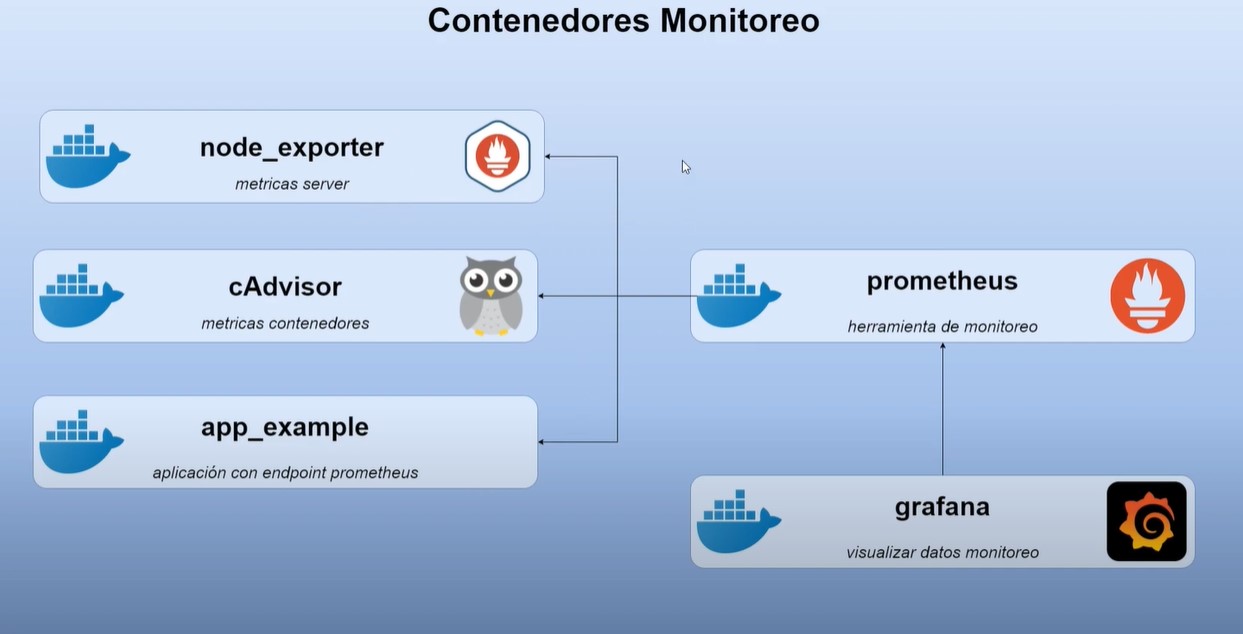 Contenedores Monitoreo
node_exporter
metricas server
cAdvisor
metricas contenedores
app_example
aplicación con endpoint prometheus
prometheus
herramienta de monitoreo
grafana
visualizar datos monitoreo